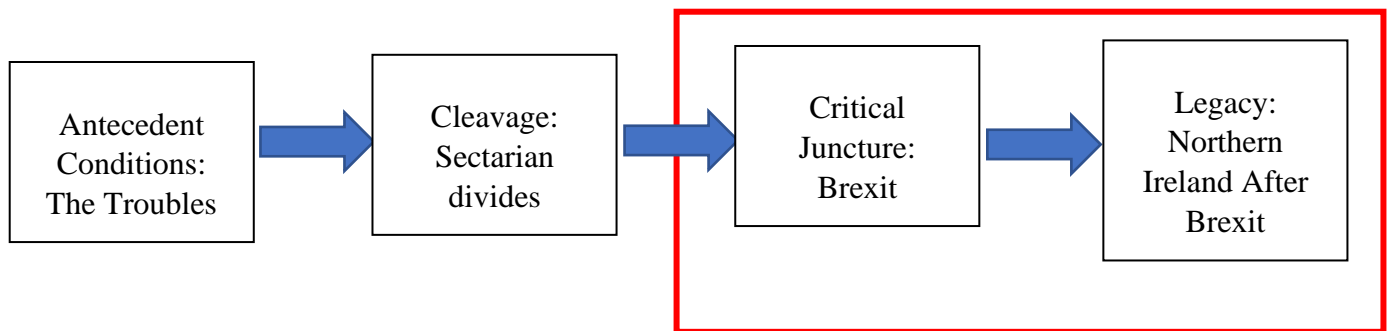 Antecedent
Conditions:
The Troubles
Cleavage:
Sectarian
divides
Critical
Juncture:
Brexit
Legacy:
Northern
Ireland After
Brexit